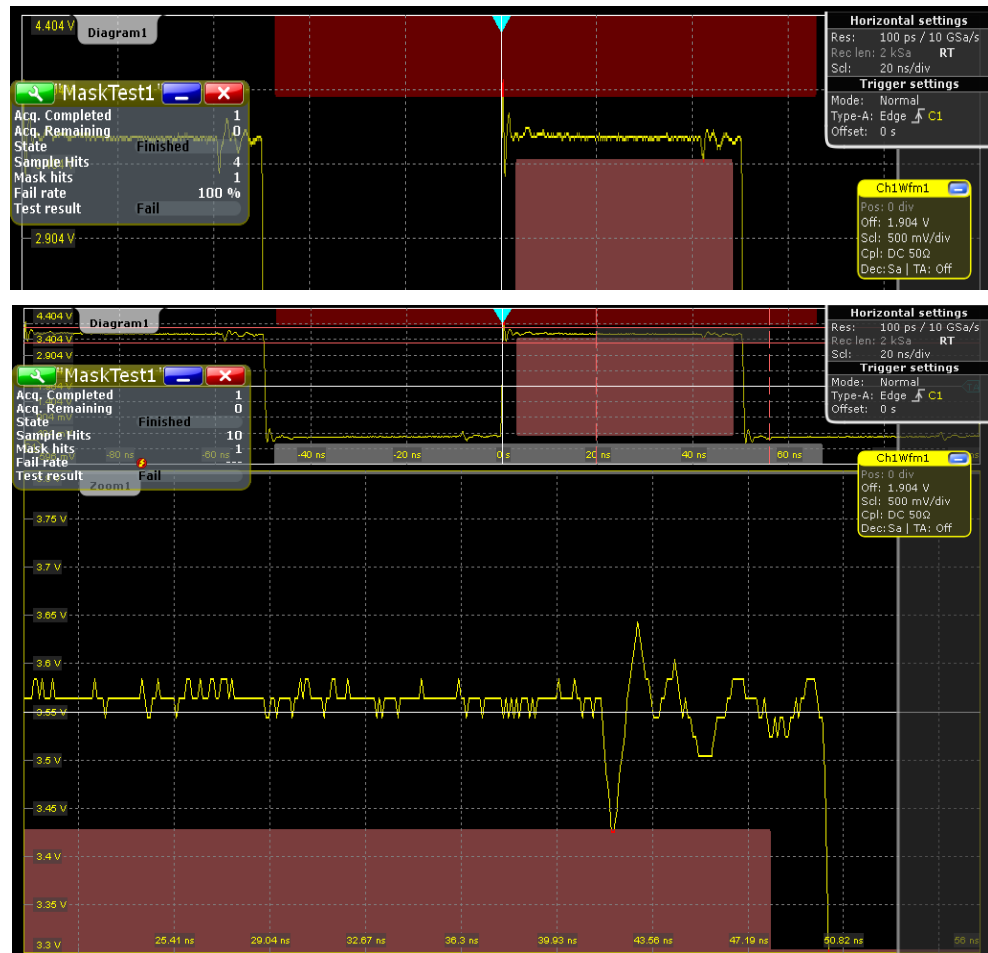 4.404 V
Diagram1
"MaskTest1"
Acq. Completed 1
Acq. Remaining 0
State Finished
Sample Hits 4
Mask hits 1
Fail rate 100 %
Test result Fail
2.904 V
Horizontal settings
Res: 100 ps / 10 GSa/s
Rec len: 2 kSa RT
Scl: 20 ns/div
Trigger settings
Mode: Normal
Type-A: Edge C1
Offset: 0 s
Ch1Wfm1
Pos: 0 div
Off: 1.904 V
Scl: 500 mV/div
Cpl: DC 50Ω
Dec: Sa | TA: Off
4.404 V
Diagram1
3.404 V
2.904 V
"MaskTest1"
Acq. Completed 1
Acq. Remaining 0
State Finished
Sample Hits 10
Mask hits 1
Fail rate ---
Test result Fail
-80 ns
-60 ns
-40 ns
-20 ns
0 s
20 ns
40 ns
60 ns
Horizontal settings
Res: 100 ps / 10 GSa/s
Rec len: 2 kSa RT
Scl: 20 ns/div
Trigger settings
Mode: Normal
Type-A: Edge C1
Offset: 0 s
TA
Ch1Wfm1
Pos: 0 div
Off: 1.904 V
Scl: 500 mV/div
Cpl: DC 50Ω
Dec: Sa | TA: Off
Zoom1
3.75 V
3.7 V
3.65 V
3.6 V
3.55 V
3.5 V
3.45 V
3.4 V
3.35 V
3.3 V
25.41 ns
29.04 ns
32.67 ns
36.3 ns
39.93 ns
43.56 ns
47.19 ns
50.82 ns
56 ns